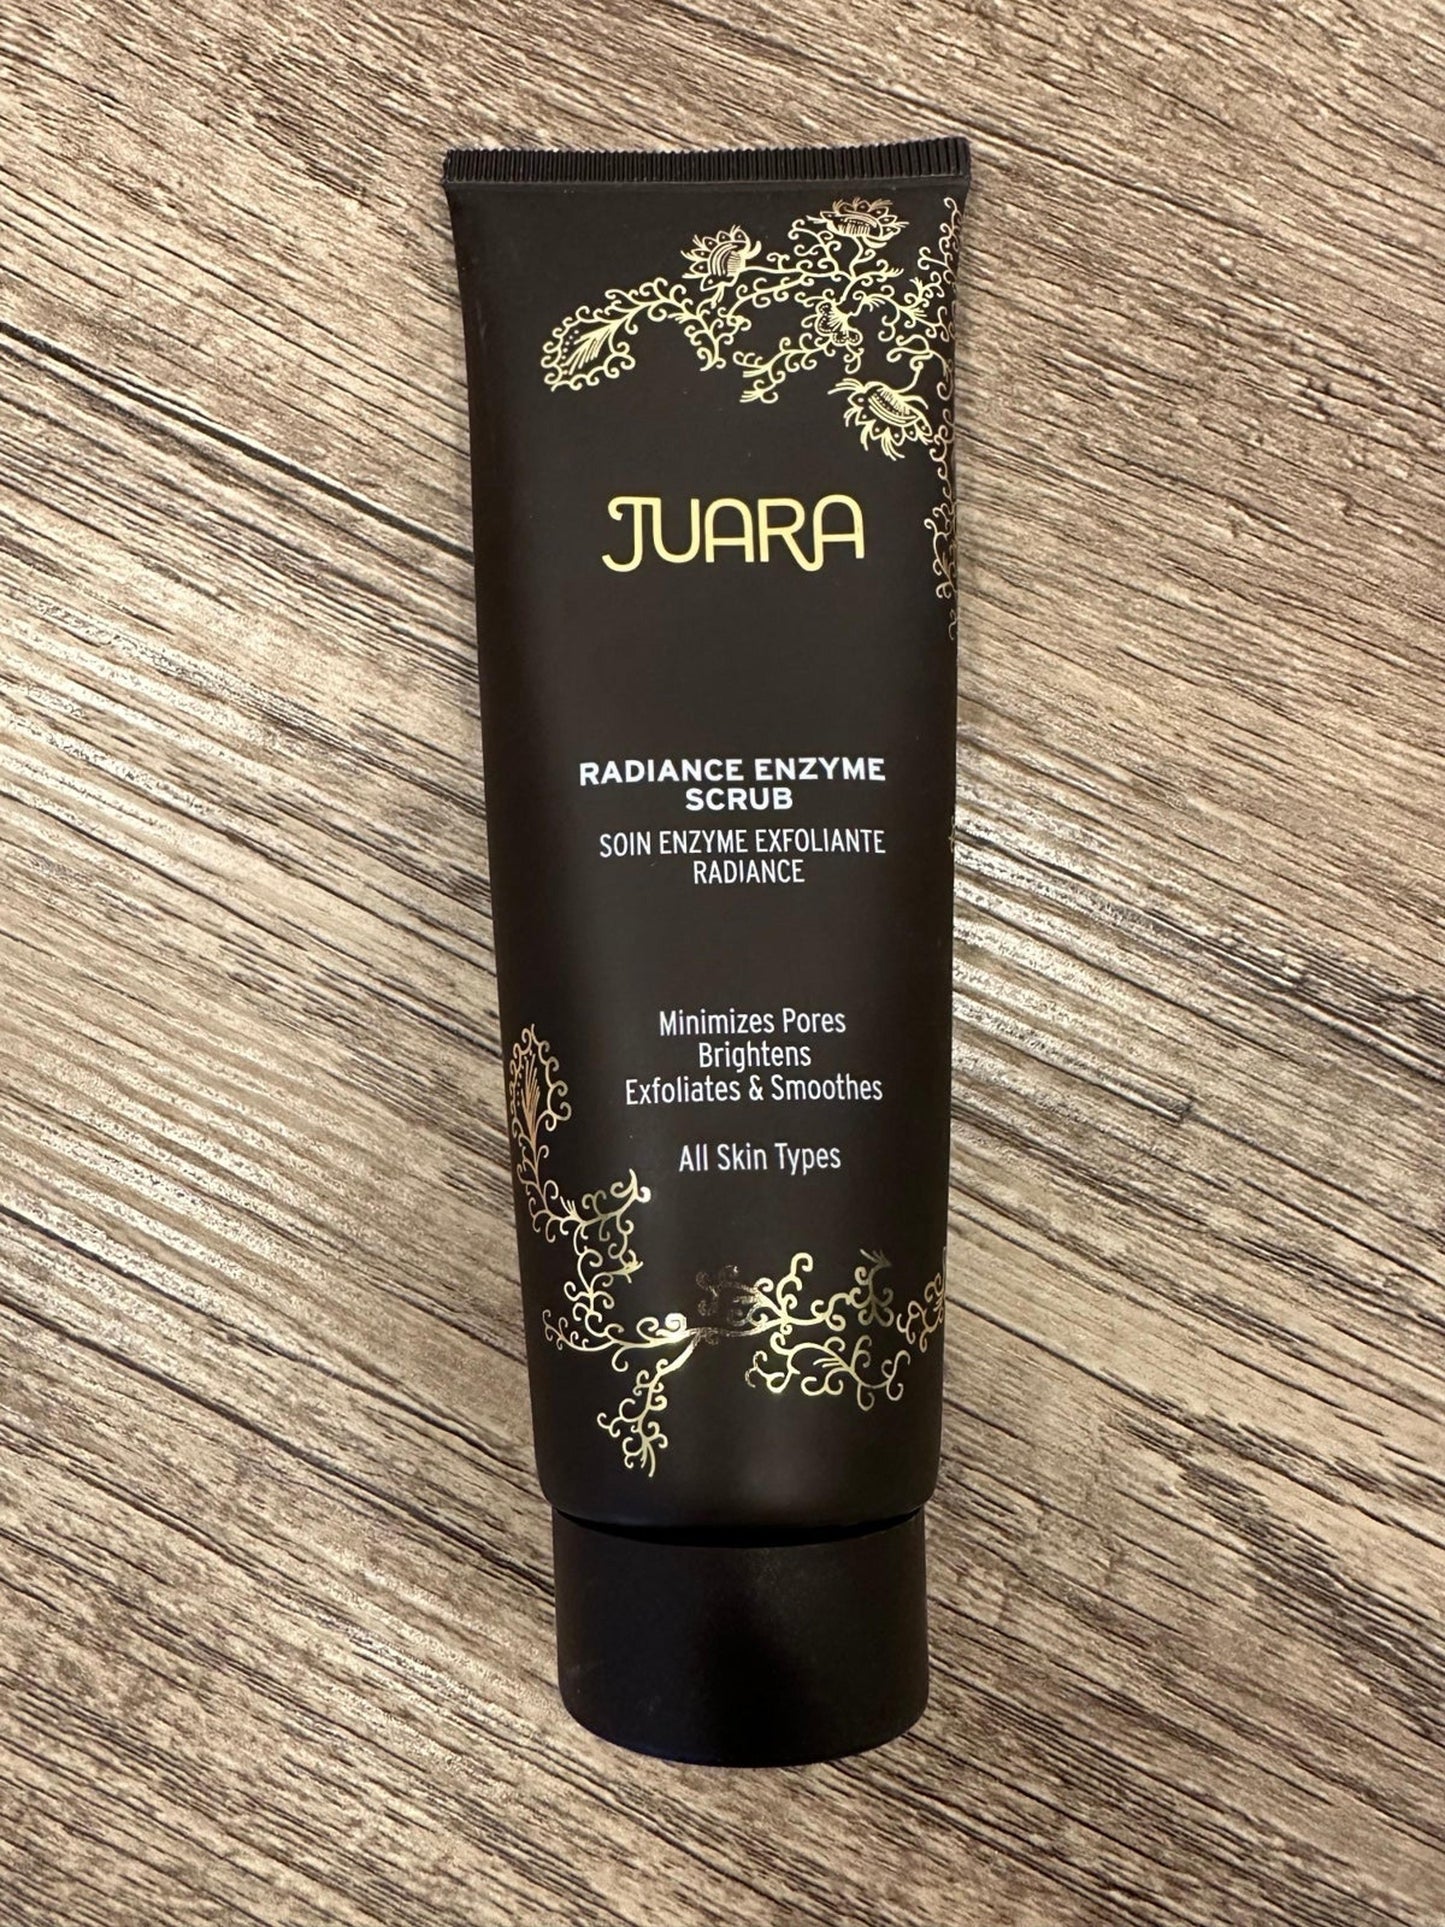 JUARA
RADIANCE ENZYME
SCRUB
SOIN ENZYME EXFOLIANTE
RADIANCE
Minimizes Pores
Brightens
Exfoliates & Smoothes
All Skin Types